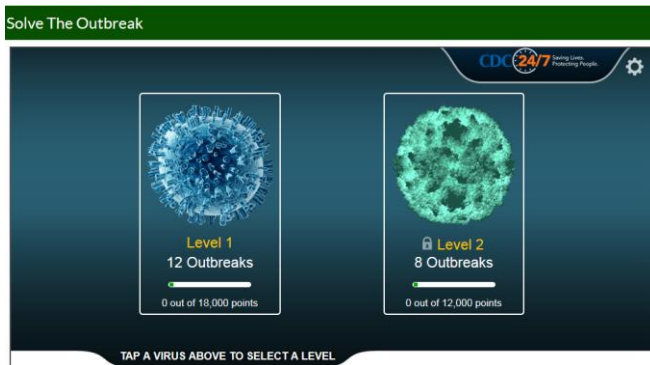 Solve The Outbreak
CDC 24/7 Saving Lives.
Protecting People.
Level 1
12 Outbreaks
0 out of 18,000 points
Level 2
8 Outbreaks
0 out of 12,000 points
TAP A VIRUS ABOVE TO SELECT A LEVEL